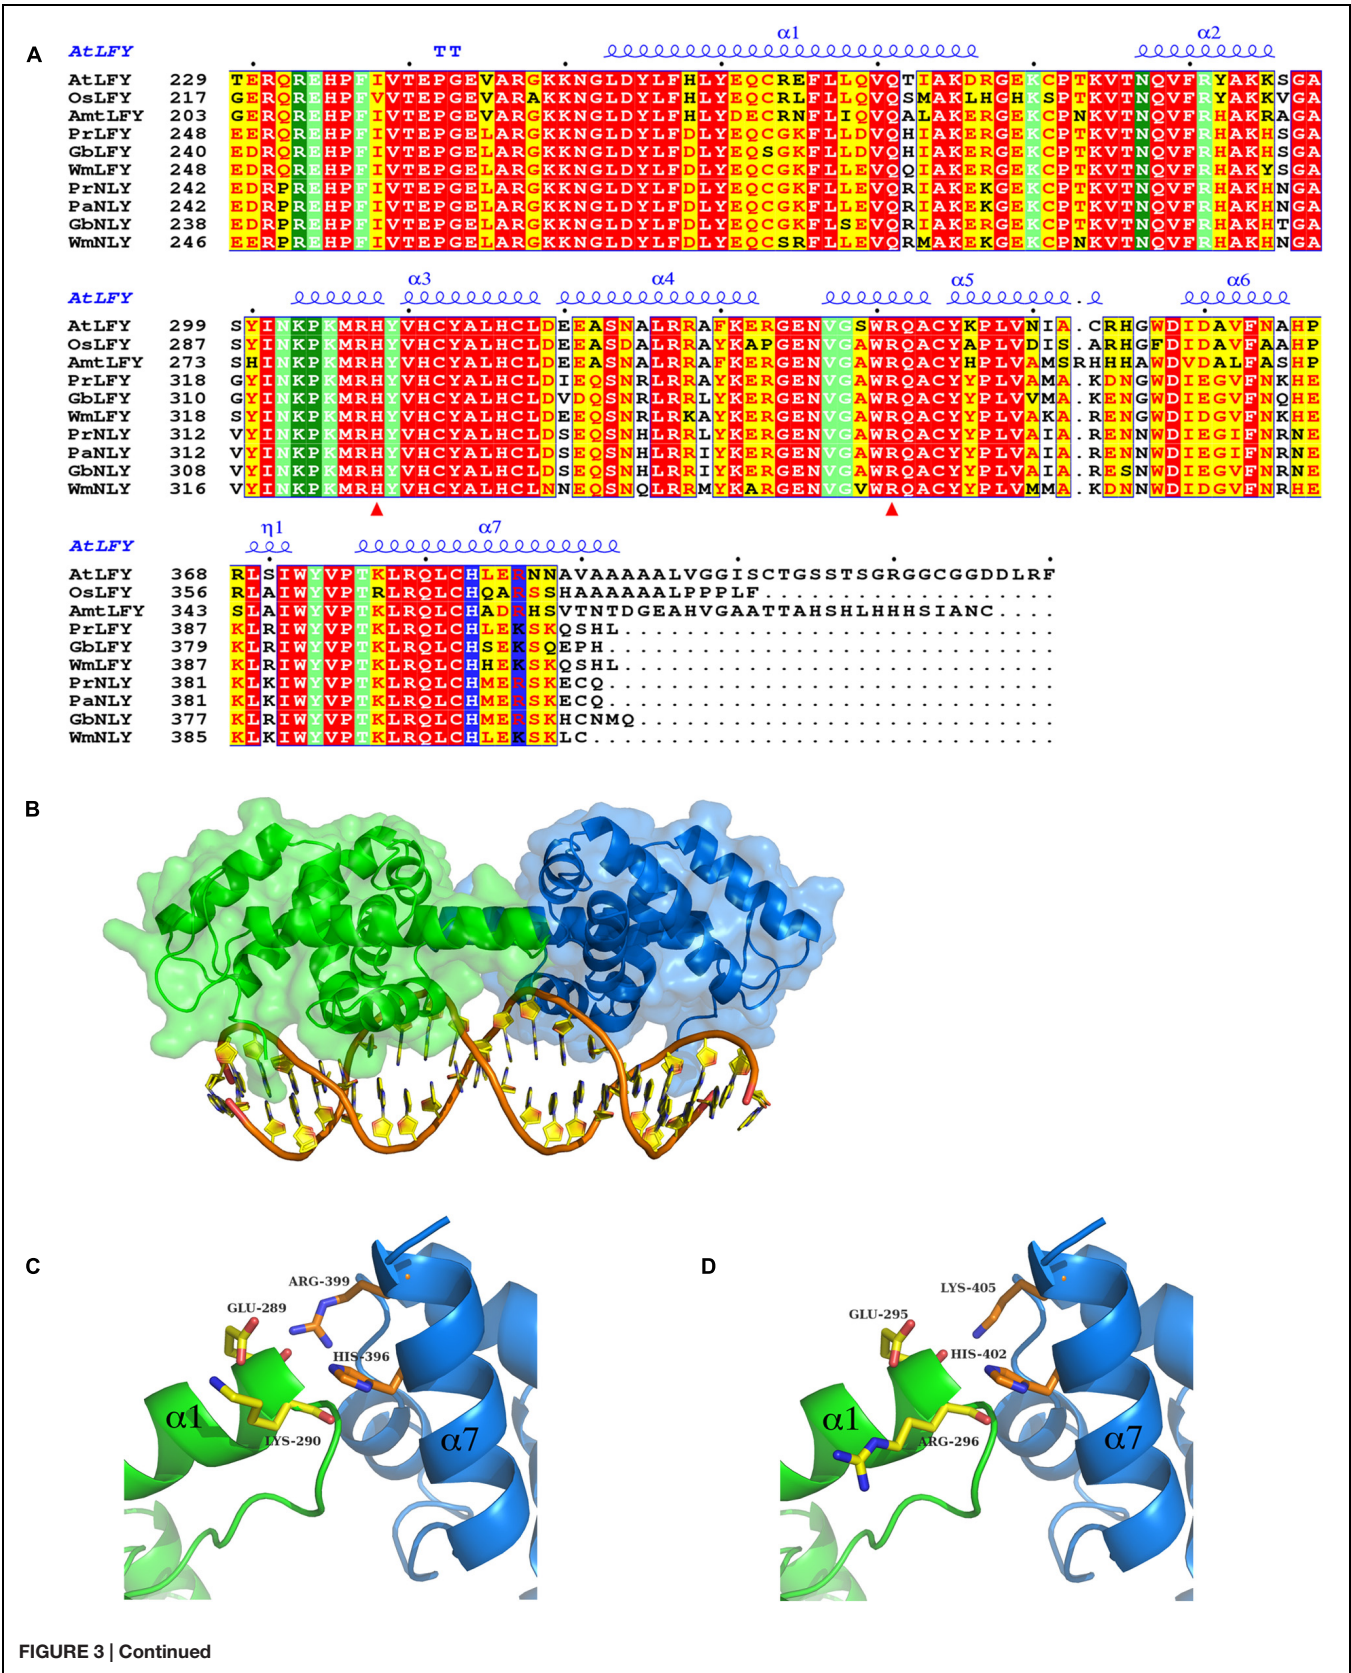 A
AtLFY TT α1 α2
AtLFY 229 TERQREHPFIVTEPGEVARGKKNGLDYLFHLYEQCREFLLQVQTIAKDRGEKCPTKVTNQVFRYAKKSGA
OsLFY 217 GERQREHPFVVTEPGEVARAKKNGLDYLFHLYEQCRLFLLQVQSMAKLHGHKSPTKVTNQVFRYAKKVGA
AmtLFY 203 GERQREHPFIVTEPGEVARGKKNGLDYLFHLYDECRNFLIQVQALAKERGEKCPNKVTNQVFRHAKRAGA
PrLFY 248 EERQREHPFIVTEPGELARGKKNGLDYLFDLYEQCGKFLLDVQHIAKERGEKCPTKVTNQVFRHAKHSGA
GbLFY 240 EDRQREHPFIVTEPGELARGKKNGLDYLFDLYEQSGKFLLDVQHIAKERGEKCPTKVTNQVFRHAKHSGA
WmLFY 248 EDRQREHPFIVTEPGELARGKKNGLDYLFDLYEQCGKFLLEVQQIAKERGEKCPTKVTNQVFRHAKYSGA
PrNLY 242 EDRPREHPFIVTEPGELARGKKNGLDYLFDLYEQCGKFLLEVQRIAKEKGEKCPTKVTNQVFRHAKHNGA
PaNLY 242 EDRPREHPFIVTEPGELARGKKNGLDYLFDLYEQCGKFLLEVQRIAKEKGEKCPTKVTNQVFRHAKHNGA
GbNLY 238 EDRPREHPFIVTEPGELARGKKNGLDYLFDLYEQCGKFLSEVQRIAKERGEKCPTKVTNQVFRHAKHTGA
WmNLY 246 EERPREHPFIVTEPGELARGKKNGLDYLFDLYEQCSRFLLEVQRMAKEKGEKCPNKVTNQVFRHAKHNGA
AtLFY α3 α4 α5 . α6
AtLFY 299 SYINKPKMRHYVHCYALHCLDEEASNALRRAFKERGENVGSWRQACYKPLVNIA.CRHGWDIDAVFNAHP
OsLFY 287 SYINKPKMRHYVHCYALHCLDEEASDALRRAYKAPGENVGAWRQACYAPLVDIS.ARHGFDIDAVFAAHP
AmtLFY 273 SHINKPKMRHYVHCYALHCLDEEASDALRRAFKERGENVGAWRQACYHPLVAMSRHHHAWDVDALFASHP
PrLFY 318 GYINKPKMRHYVHCYALHCLDIEQSNRLRRAYKERGENVGAWRQACYYPLVAMA.KDNGWDIEGVFNKHE
GbLFY 310 GYINKPKMRHYVHCYALHCLDVDQSNRLRRLYKERGENVGAWRQACYYPLVVMA.KENGWDIEGVFNQHE
WmLFY 318 SYINKPKMRHYVHCYALHCLDEEQSNRLRKAYKERGENVGAWRQACYYPLVAKA.RENGWDIEGVFNKHE
PrNLY 312 VYINKPKMRHYVHCYALHCLDSEQSNHLRRLYKERGENVGAWRQACYYPLVAIA.RENNWDIEGIFNRNE
PaNLY 312 VYINKPKMRHYVHCYALHCLDSEQSNHLRRIYKERGENVGAWRQACYYPLVAIA.RENNWDIEGIFNRNE
GbNLY 308 VYINKPKMRHYVHCYALHCLDSEQSNHLRRIYKERGENVGAWRQACYYPLVAIA.RESNWDIEGVFNRNE
WmNLY 316 VYINKPKMRHYVHCYALHCLNNEQSNQLRRMYKARGENVGVWRQACYYPLVMMA.KDNNWDIDGVFNRHE
AtLFY η1 α7
AtLFY 368 RLSIWYVPTKLRQLCHLERNNAVAAAAALVGGISCTGSSTSGRGGCGGDDLRF
OsLFY 356 RLAIWYVPTRLRQLCHQARSSHAAAAAALPPPLF...................
AmtLFY 343 SLAIWYVPTKLRQLCHADRHSVTNTDGEAHVGAATTAHSHLHHHSIANC....
PrLFY 387 KLRIWYVPTKLRQLCHLEKSKQSHL............................
GbLFY 379 KLRIWYVPTKLRQLCHSEKSQEPH.............................
WmLFY 387 KLRIWYVPTKLRQLCHHEKSKQSHL............................
PrNLY 381 KLKIWYVPTKLRQLCHMERSKECQ.............................
PaNLY 381 KLKIWYVPTKLRQLCHMERSKECQ.............................
GbNLY 377 KLRIWYVPTKLRQLCHMERSKHCNMQ...........................
WmNLY 385 KLKIWYVPTKLRQLCHLEKSKLC..............................
B
C
ARG-399
GLU-289
HIS-396
α1
LYS-290
α7
D
LYS-405
GLU-295
HIS-402
α1
ARG-296
α7
FIGURE 3 | Continued